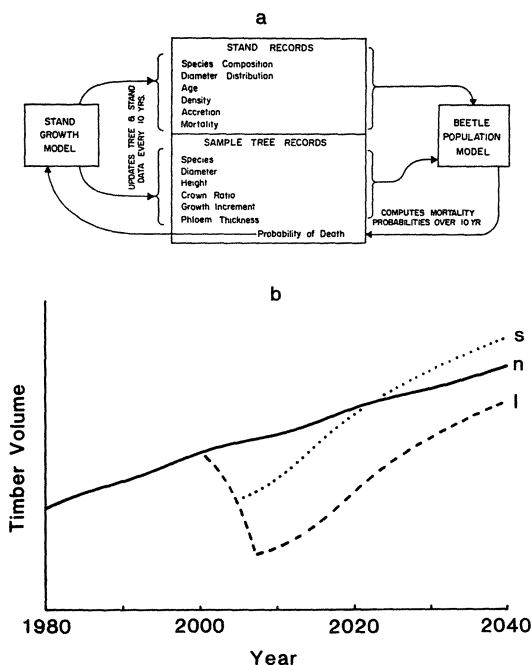 a
STAND RECORDS
Species Composition
Diameter Distribution
Age
Density
Accretion
Mortality
STAND
GROWTH
MODEL
UPDATES TREE & STAND
DATA EVERY 10 YRS.
BEETLE
POPULATION
MODEL
SAMPLE TREE RECORDS
Species
Diameter
Height
Crown Ratio
Growth Increment
Phloem Thickness
Probability of Death
COMPUTES MORTALITY
PROBABILITIES OVER 10 YR
b
s
n
l
Timber Volume
1980
2000
2020
2040
Year